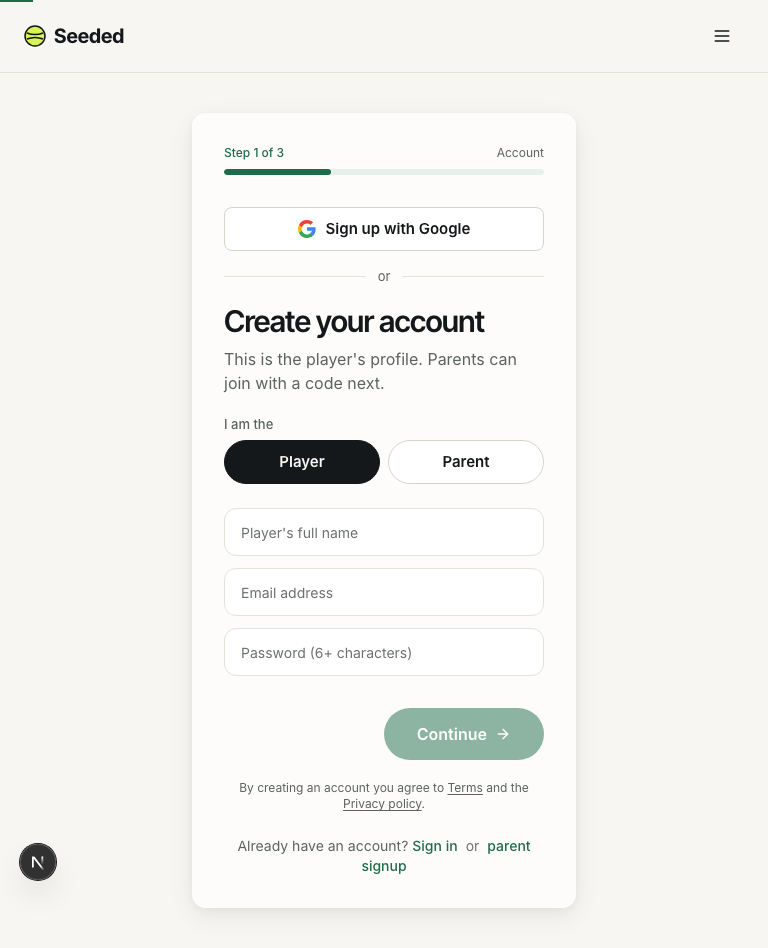 Seeded
Step 1 of 3
Account
Sign up with Google
or
Create your account
This is the player's profile. Parents can
join with a code next.
I am the
Player
Parent
Player's full name
Email address
Password (6+ characters)
Continue →
By creating an account you agree to Terms and the
Privacy policy.
Already have an account? Sign in or parent
signup
N